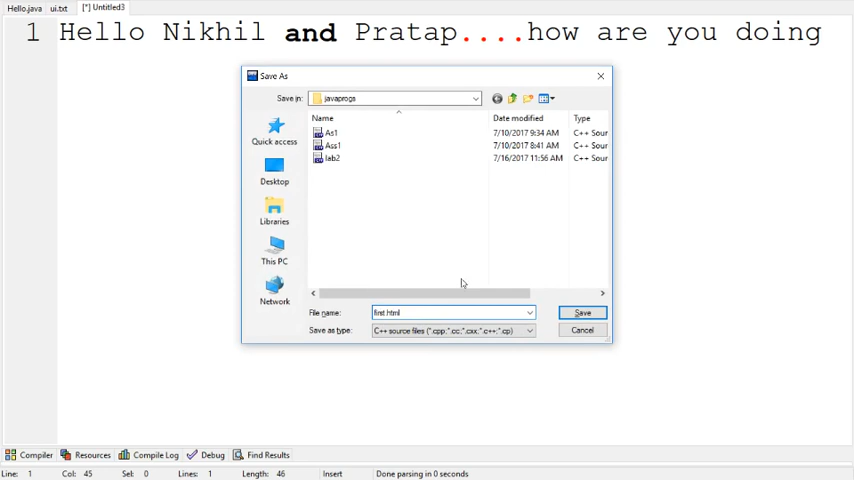 Hello.java ui.txt [*] Untitled3
1 Hello Nikhil and Pratap....how are you doing
Save As
Save in: javaprogs
Name Date modified Type
As1 7/10/2017 9:34 AM C++ Sour
Ass1 7/10/2017 8:41 AM C++ Sour
lab2 7/16/2017 11:56 AM C++ Sour
Quick access
Desktop
Libraries
This PC
Network
File name: first.html Save
Save as type: C++ source files (*.cpp;*.cc;*.cxx;*.c++;*.cp) Cancel
Compiler Resources Compile Log Debug Find Results
Line: 1 Col: 45 Sel: 0 Lines: 1 Length: 46 Insert Done parsing in 0 seconds